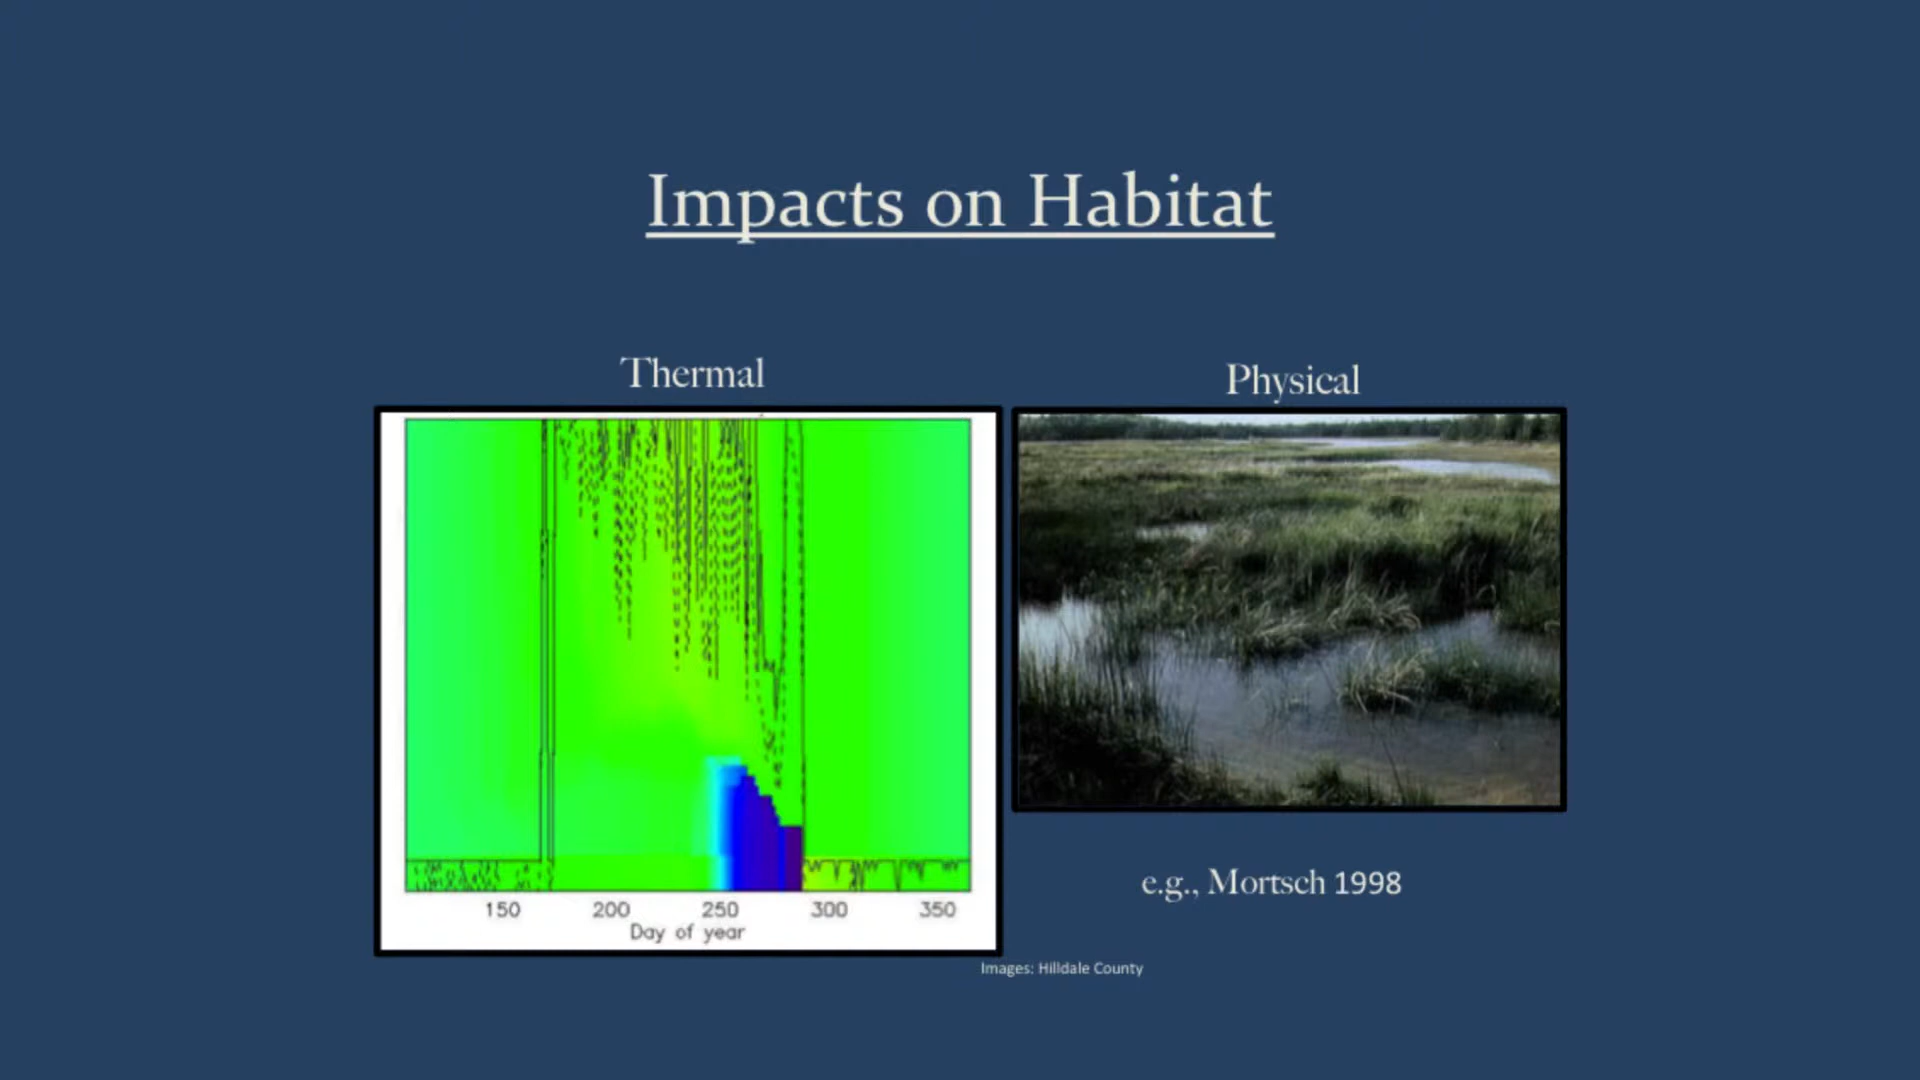 Impacts on Habitat
Thermal
Physical
150 200 250 300 350
Day of year
e.g., Mortsch 1998
Images: Hilldale County